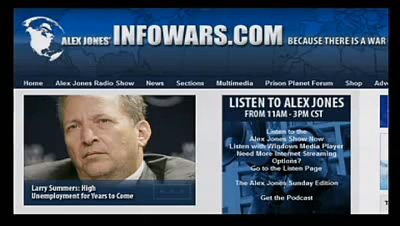 ALEX JONES' INFOWARS.COM BECAUSE THERE IS A WAR
Home Alex Jones Radio Show News Sections Multimedia Prison Planet Forum Shop
Larry Summers: High
Unemployment for Years to Come
LISTEN TO ALEX JONES
FROM 11AM - 3PM CST
Listen to the
Alex Jones Show Now
Listen with Windows Media Player
Need More Internet Streaming
Options?
Go to the Listen Page
The Alex Jones Sunday Edition
Get the Podcast